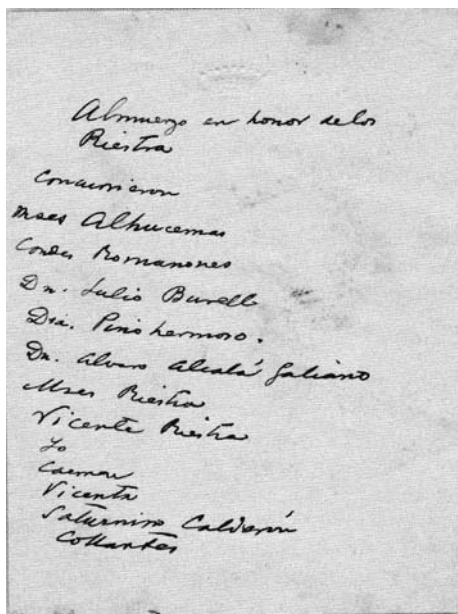 Almuerzo en honor de los
Riestra
Concurrieron
Mses Alhucemas
Condes Romanones
Dn. Julio Burell
Dsa. Pinohermoso.
Dn. Alvaro Alcalá Galiano
Mses Riestra
Vicente Riestra
Yo
Vicenta
Saturnino Calderón
Collantes